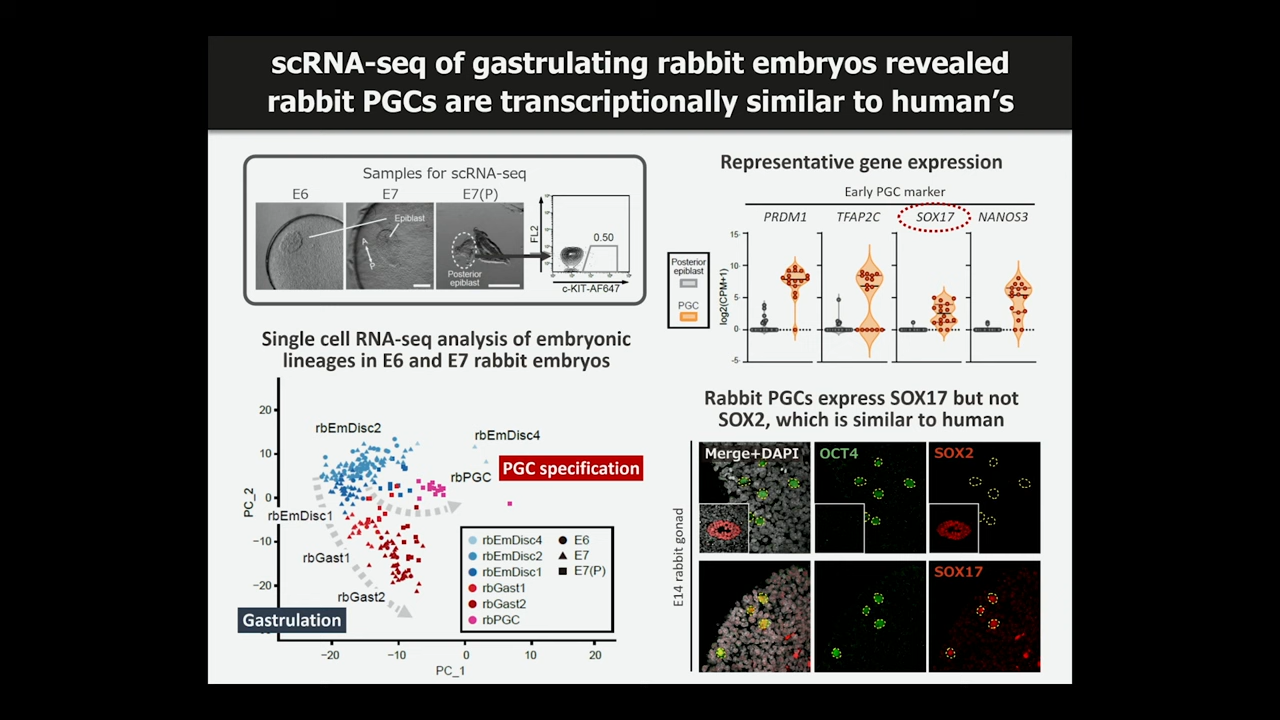 scRNA-seq of gastrulating rabbit embryos revealed
rabbit PGCs are transcriptionally similar to human's
Samples for scRNA-seq
E6
E7
E7(P)
Epiblast
A
P
Posterior
epiblast
FL2
0.50
c-KIT-AF647
Single cell RNA-seq analysis of embryonic
lineages in E6 and E7 rabbit embryos
20
10
0
−10
−20
PC_2
rbEmDisc2
rbEmDisc4
PGC specification
rbPGC
rbEmDisc1
rbGast1
rbGast2
Gastrulation
rbEmDisc4
rbEmDisc2
rbEmDisc1
rbGast1
rbGast2
rbPGC
E6
E7
E7(P)
−20
−10
0
10
20
PC_1
Representative gene expression
Early PGC marker
PRDM1
TFAP2C
SOX17
NANOS3
Posterior
epiblast
PGC
log2(CPM+1)
15
10
5
0
-5
Rabbit PGCs express SOX17 but not
SOX2, which is similar to human
E14 rabbit gonad
Merge+DAPI
OCT4
SOX2
SOX17